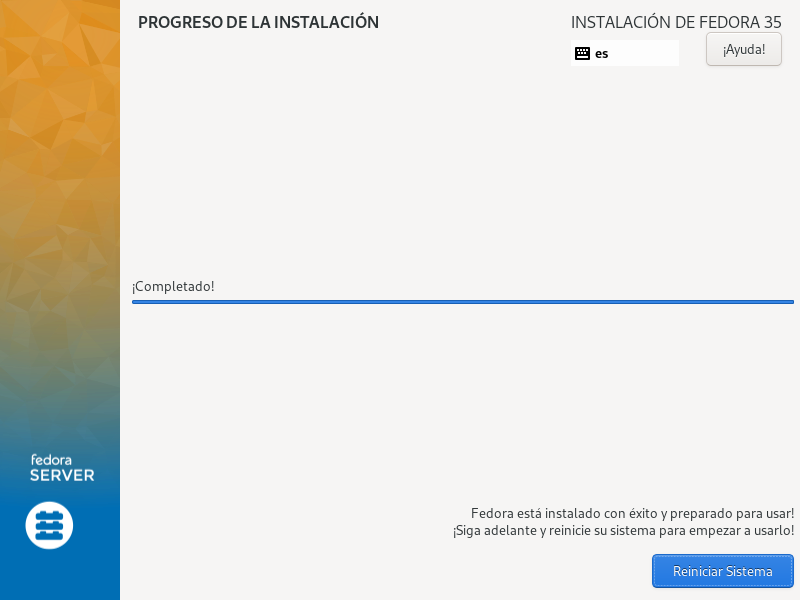 PROGRESO DE LA INSTALACIÓN
INSTALACIÓN DE FEDORA 35
es
¡Ayuda!
¡Completado!
fedora
SERVER
Fedora está instalado con éxito y preparado para usar!
¡Siga adelante y reinicie su sistema para empezar a usarlo!
Reiniciar Sistema